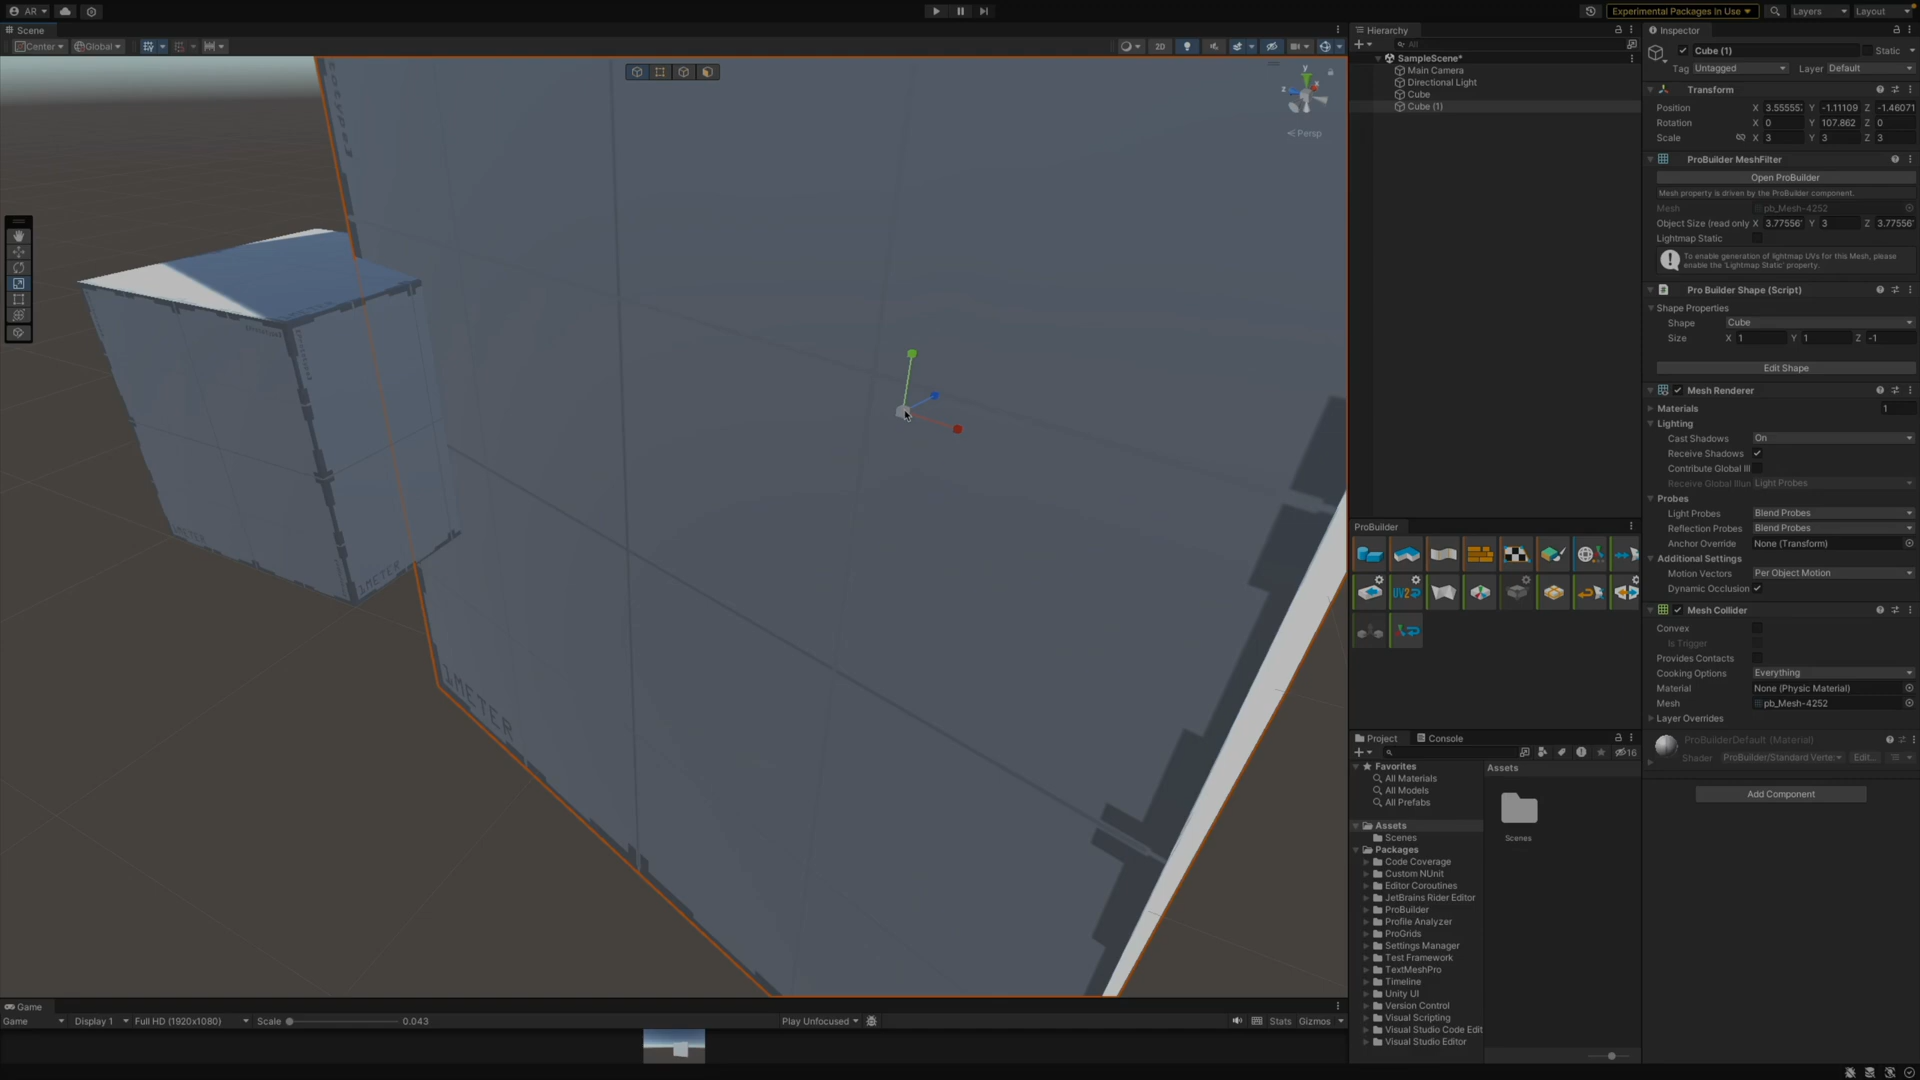 AR
Experimental Packages In Use
Layers
Layout
Scene
Hierarchy
Inspector
Center
Global
2D
All
Cube (1)
Static
SampleScene*
Tag Untagged
Layer Default
Main Camera
Directional Light
Cube
Cube (1)
y
x
z
Persp
Transform
Position X 3.55555 Y -1.11109 Z -1.46071
Rotation X 0 Y 107.862 Z 0
Scale X 3 Y 3 Z 3
ProBuilder MeshFilter
Open ProBuilder
Mesh property is driven by the ProBuilder component.
Mesh pb_Mesh-4252
Object Size (read only X 3.77556 Y 3 Z 3.77556
Lightmap Static
To enable generation of lightmap UVs for this Mesh, please
enable the 'Lightmap Static' property.
Pro Builder Shape (Script)
Shape Properties
Shape Cube
Size X 1 Y 1 Z -1
Edit Shape
Mesh Renderer
Materials 1
Lighting
Cast Shadows On
Receive Shadows
Contribute Global Ill
Receive Global Illun Light Probes
Probes
Light Probes Blend Probes
Reflection Probes Blend Probes
Anchor Override None (Transform)
Additional Settings
Motion Vectors Per Object Motion
Dynamic Occlusion
Mesh Collider
Convex
Is Trigger
Provides Contacts
Cooking Options Everything
Material None (Physic Material)
Mesh pb_Mesh-4252
Layer Overrides
ProBuilderDefault (Material)
Shader ProBuilder/Standard Verte
Edit...
Add Component
ProBuilder
UV2
1METER
1METER
Project
Console
16
Favorites
All Materials
All Models
All Prefabs
Assets
Scenes
Packages
Code Coverage
Custom NUnit
Editor Coroutines
JetBrains Rider Editor
ProBuilder
Profile Analyzer
ProGrids
Settings Manager
Test Framework
TextMeshPro
Timeline
Unity UI
Version Control
Visual Scripting
Visual Studio Code Edit
Visual Studio Editor
Assets
Scenes
Game
Game
Display 1
Full HD (1920x1080)
Scale
0.043
Play Unfocused
Stats
Gizmos